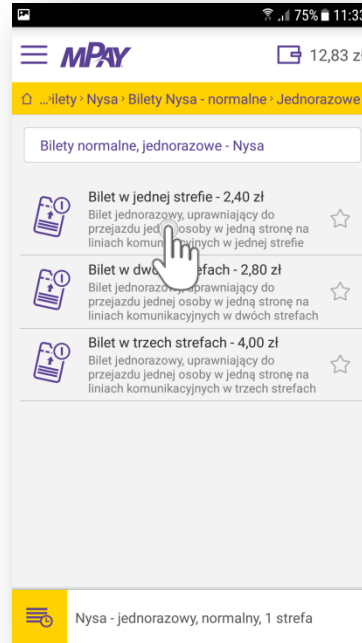 75% 11:33
mPAY 12,83 zł
...›ilety › Nysa › Bilety Nysa - normalne › Jednorazowe
Bilety normalne, jednorazowe - Nysa
Bilet w jednej strefie - 2,40 zł
Bilet jednorazowy, uprawniający do
przejazdu jednej osoby w jedną stronę na
liniach komunikacyjnych w jednej strefie
Bilet w dwóch strefach - 2,80 zł
Bilet jednorazowy, uprawniający do
przejazdu jednej osoby w jedną stronę na
liniach komunikacyjnych w dwóch strefach
Bilet w trzech strefach - 4,00 zł
Bilet jednorazowy, uprawniający do
przejazdu jednej osoby w jedną stronę na
liniach komunikacyjnych w trzech strefach
Nysa - jednorazowy, normalny, 1 strefa